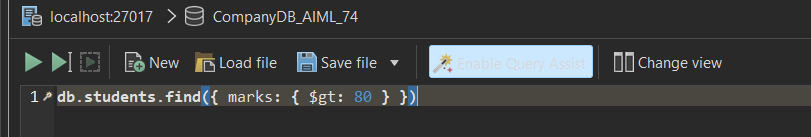 localhost:27017 > CompanyDB_AIML_74
New Load file Save file Enable Query Assist Change view
1 db.students.find({ marks: { $gt: 80 } })